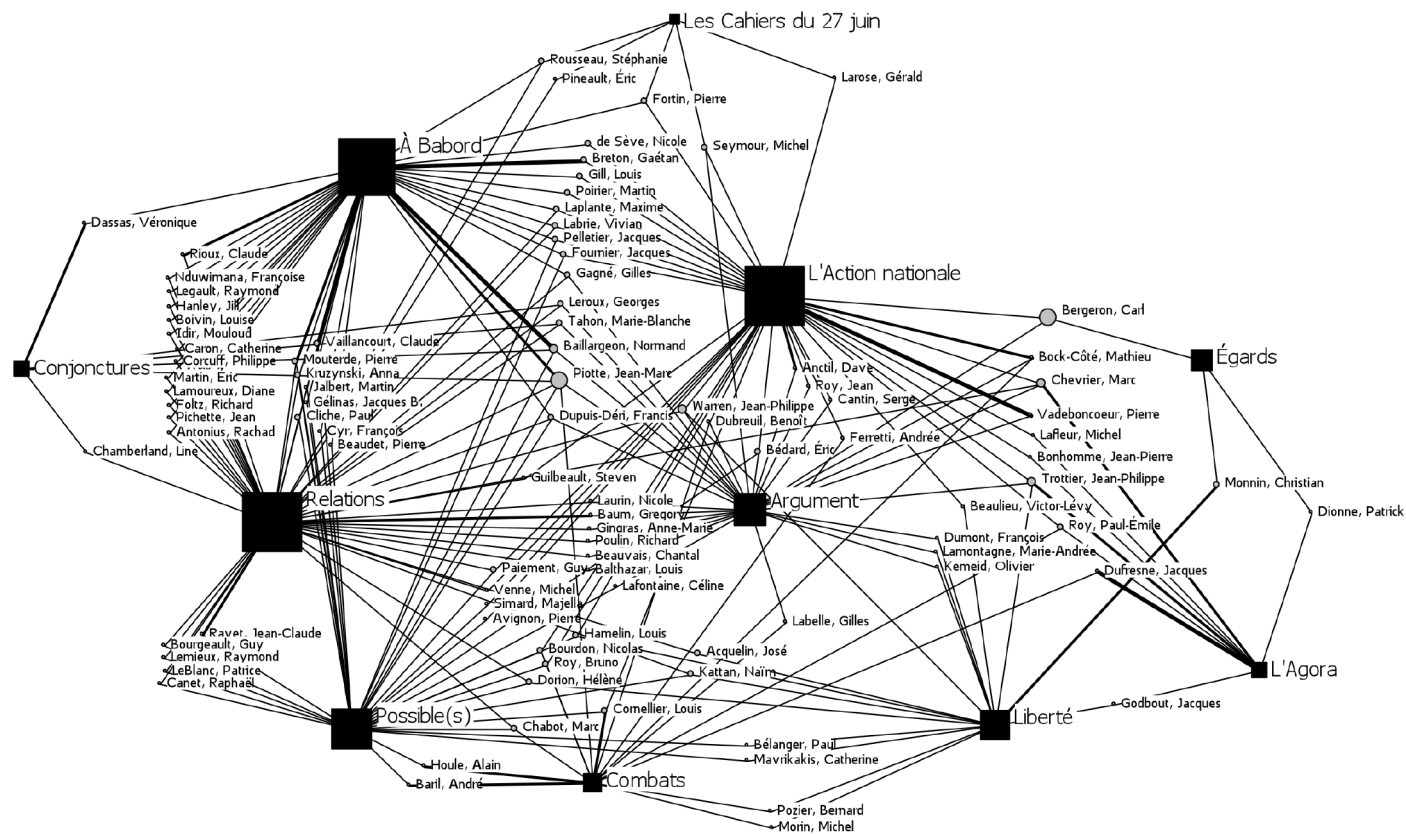 Les Cahiers du 27 juin
Rousseau, Stéphanie
Pineault, Éric
Larose, Gérald
Fortin, Pierre
À Babord
de Sève, Nicole
Seymour, Michel
Breton, Gaétan
Gill, Louis
Poirier, Martin
Laplante, Maxime
Dassas, Véronique
Labrie, Vivian
Pelletier, Jacques
Rioux, Claude
Fournier, Jacques
Gagné, Gilles
L'Action nationale
Nduwimana, Françoise
Legault, Raymond
Hanley, Jill
Leroux, Georges
Bergeron, Carl
Boivin, Louise
Tahon, Marie-Blanche
Idir, Mouloud
Vaillancourt, Claude
Baillargeon, Normand
Caron, Catherine
Corcuff, Philippe
Mouterde, Pierre
Bock-Côté, Mathieu
Égards
Conjonctures
Kruzynski, Anna
Piotte, Jean-Marc
Anctil, Dave
Martin, Éric
Jalbert, Martin
Roy, Jean
Chevrier, Marc
Lamoureux, Diane
Gélinas, Jacques B.
Cantin, Serge
Foltz, Richard
Warren, Jean-Philippe
Pichette, Jean
Cliche, Paul
Dupuis-Déri, Francis
Dubreuil, Benoît
Vadeboncoeur, Pierre
Antonius, Rachad
Cyr, François
Ferretti, Andrée
Lafleur, Michel
Beaudet, Pierre
Chamberland, Line
Bédard, Éric
Bonhomme, Jean-Pierre
Guilbeault, Steven
Trottier, Jean-Philippe
Monnin, Christian
Relations
Laurin, Nicole
Argument
Beaulieu, Victor-Lévy
Dionne, Patrick
Baum, Gregory
Gingras, Anne-Marie
Roy, Paul-Émile
Poulin, Richard
Dumont, François
Beauvais, Chantal
Lamontagne, Marie-Andrée
Paiement, Guy
Balthazar, Louis
Kemeid, Olivier
Dufresne, Jacques
Venne, Michel
Lafontaine, Céline
Simard, Majella
Avignon, Pierre
Labelle, Gilles
Ravet, Jean-Claude
Hamelin, Louis
Bourgeault, Guy
Bourdon, Nicolas
Acquelin, José
Lemieux, Raymond
Roy, Bruno
LeBlanc, Patrice
Kattan, Naïm
L'Agora
Canet, Raphaël
Dorion, Hélène
Godbout, Jacques
Cornellier, Louis
Possible(s)
Liberté
Chabot, Marc
Bélanger, Paul
Mavrikakis, Catherine
Houle, Alain
Baril, André
Combats
Pozier, Bernard
Morin, Michel